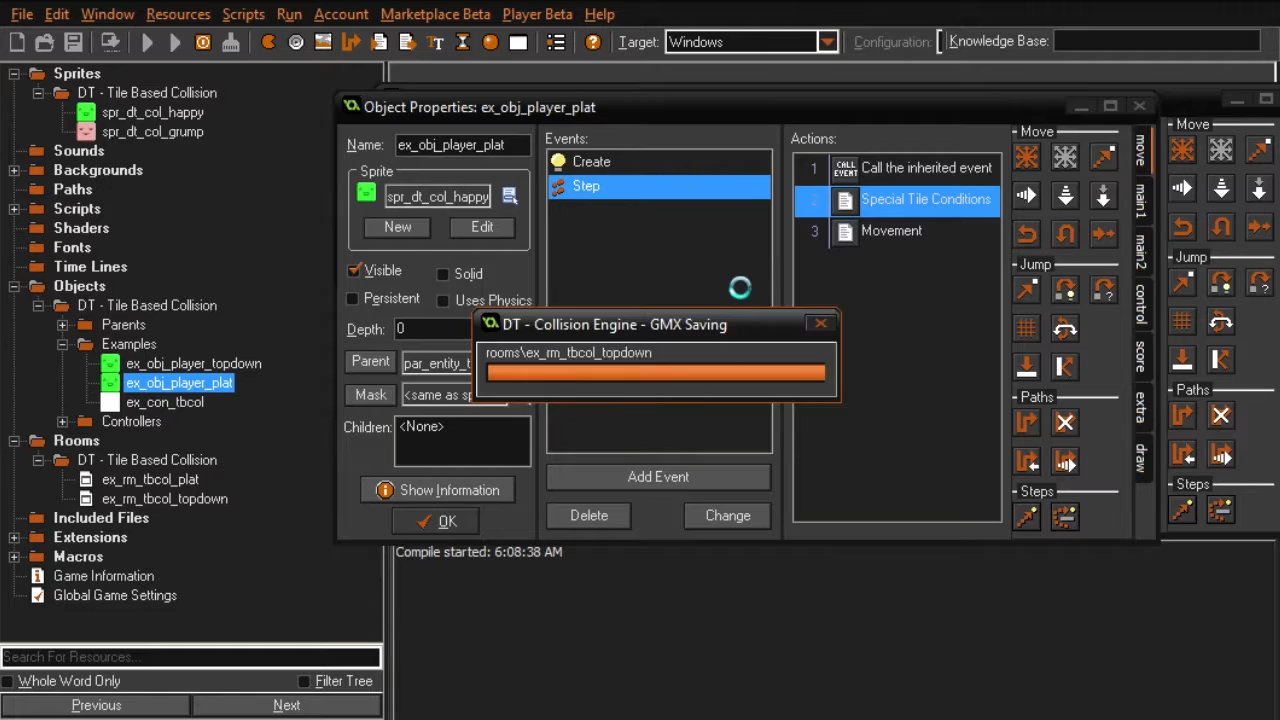 File Edit Window Resources Scripts Run Account Marketplace Beta Player Beta Help
Target: Windows Configuration: Knowledge Base:
Sprites
DT - Tile Based Collision
spr_dt_col_happy
spr_dt_col_grump
Sounds
Backgrounds
Paths
Scripts
Shaders
Fonts
Time Lines
Objects
DT - Tile Based Collision
Parents
Examples
ex_obj_player_topdown
ex_obj_player_plat
ex_con_tbcol
Controllers
Rooms
DT - Tile Based Collision
ex_rm_tbcol_plat
ex_rm_tbcol_topdown
Included Files
Extensions
Macros
Game Information
Global Game Settings
Search For Resources...
Whole Word Only Filter Tree
Previous Next
Object Properties: ex_obj_player_plat
Name: ex_obj_player_plat
Sprite
spr_dt_col_happy
New Edit
Visible Solid
Persistent Uses Physics
Depth: 0
Parent par_entity_t
Mask <same as sp
Children: <None>
Show Information
OK
Events:
Create
Step
Add Event
Delete Change
Actions:
1 CALL EVENT Call the inherited event
2 Special Tile Conditions
3 Movement
Move
Jump
Paths
Steps
move
main1
main2
control
score
extra
draw
Move
Jump
Paths
Steps
DT - Collision Engine - GMX Saving
rooms\ex_rm_tbcol_topdown
Compile started: 6:08:38 AM